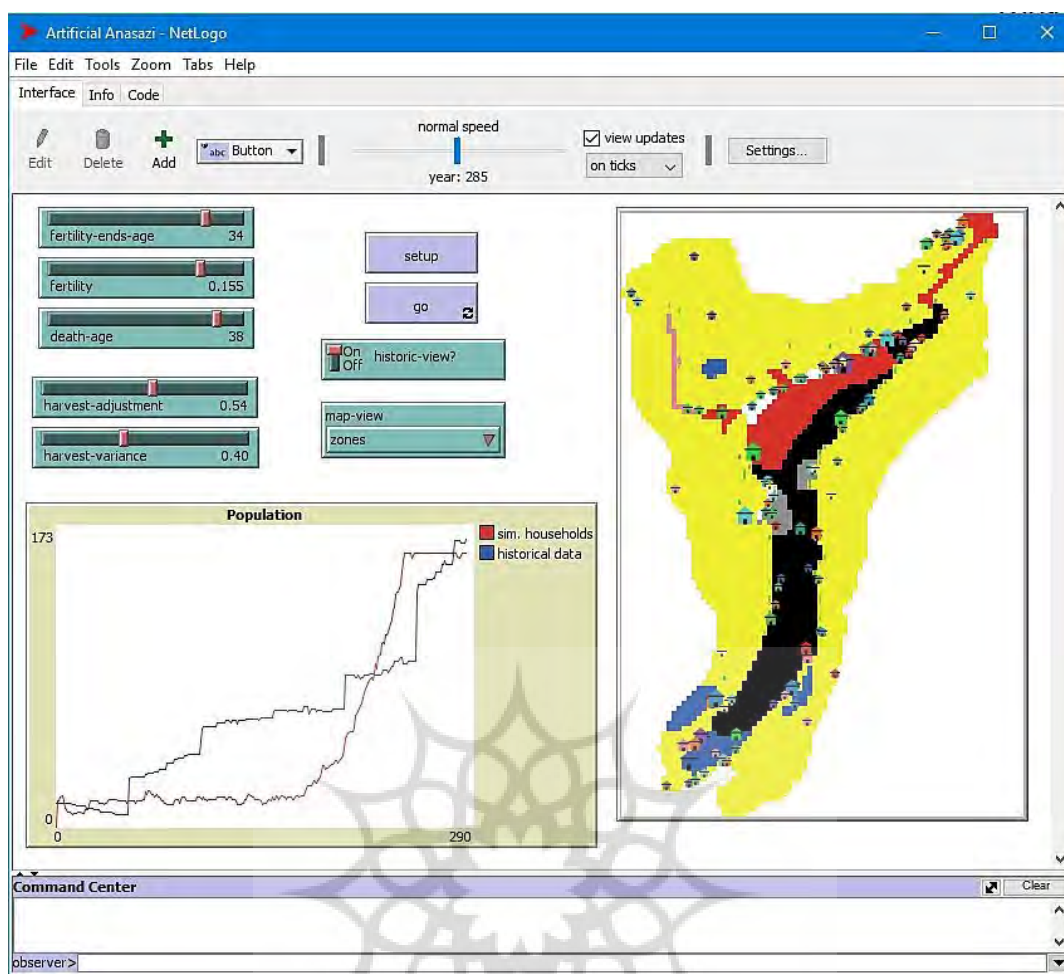 Artificial Anasazi - NetLogo
File Edit Tools Zoom Tabs Help
Interface Info Code
Edit Delete Add abc Button normal speed year: 285 view updates on ticks Settings...
fertility-ends-age 34
fertility 0.155
death-age 38
harvest-adjustment 0.54
harvest-variance 0.40
setup
go
On
Off
historic-view?
map-view
zones
Population
173
0
0
290
sim. households
historical data
Command Center
Clear
observer>